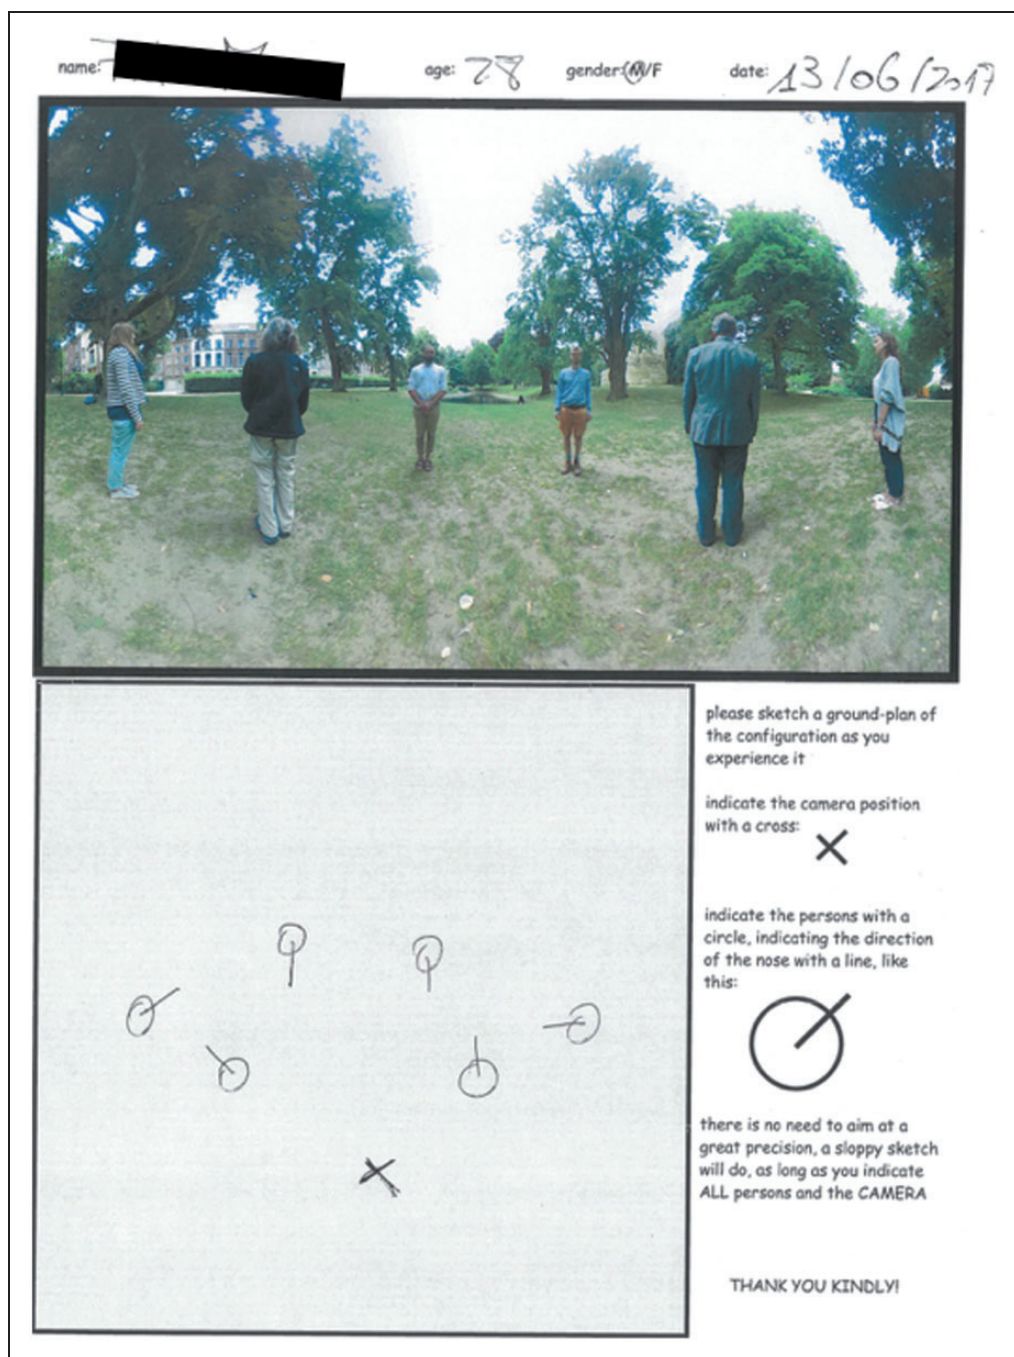 name: age: 28 gender: M/F date: 13/06/2017
please sketch a ground-plan of
the configuration as you
experience it
indicate the camera position
with a cross:
indicate the persons with a
circle, indicating the direction
of the nose with a line, like
this:
there is no need to aim at a
great precision, a sloppy sketch
will do, as long as you indicate
ALL persons and the CAMERA
THANK YOU KINDLY!